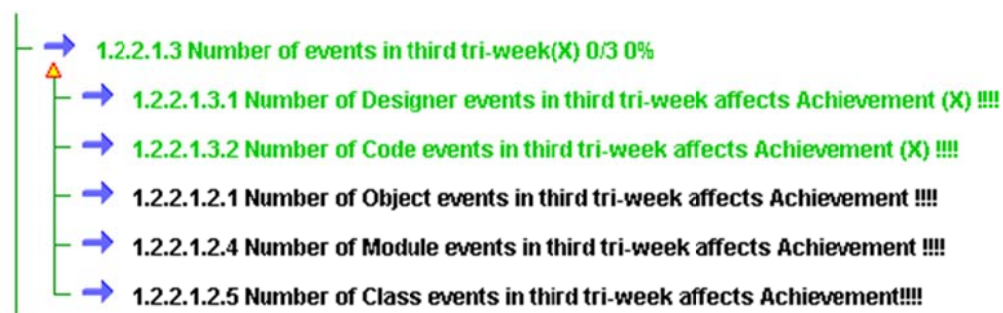 1.2.2.1.3 Number of events in third tri-week(X) 0/3 0%
1.2.2.1.3.1 Number of Designer events in third tri-week affects Achievement (X) !!!!
1.2.2.1.3.2 Number of Code events in third tri-week affects Achievement (X) !!!!
1.2.2.1.2.1 Number of Object events in third tri-week affects Achievement !!!!
1.2.2.1.2.4 Number of Module events in third tri-week affects Achievement !!!!
1.2.2.1.2.5 Number of Class events in third tri-week affects Achievement!!!!